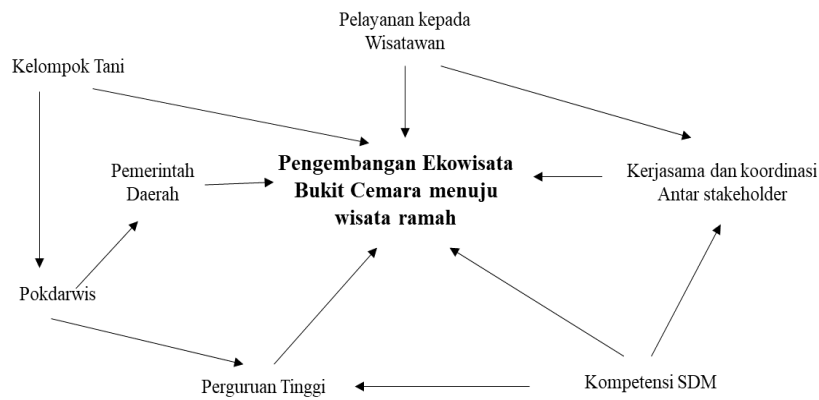 Pelayanan kepada
Wisatawan
Kelompok Tani
Pengembangan Ekowisata
Bukit Cemara menuju
wisata ramah
Pemerintah
Daerah
Kerjasama dan koordinasi
Antar stakeholder
Pokdarwis
Perguruan Tinggi
Kompetensi SDM